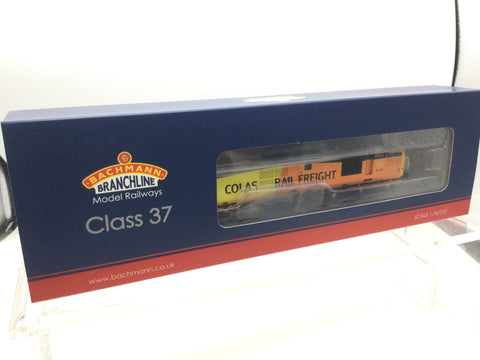 BACHMANN
BRANCHLINE
Model Railways
Class 37
COLAS RAIL FREIGHT
SCALE 1:76/OO
www.bachmann.co.uk